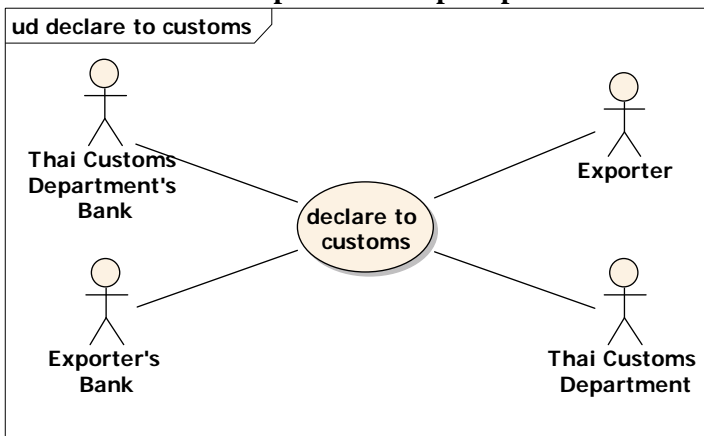 ud declare to customs
Thai Customs
Department's
Bank
Exporter
declare to
customs
Exporter's
Bank
Thai Customs
Department